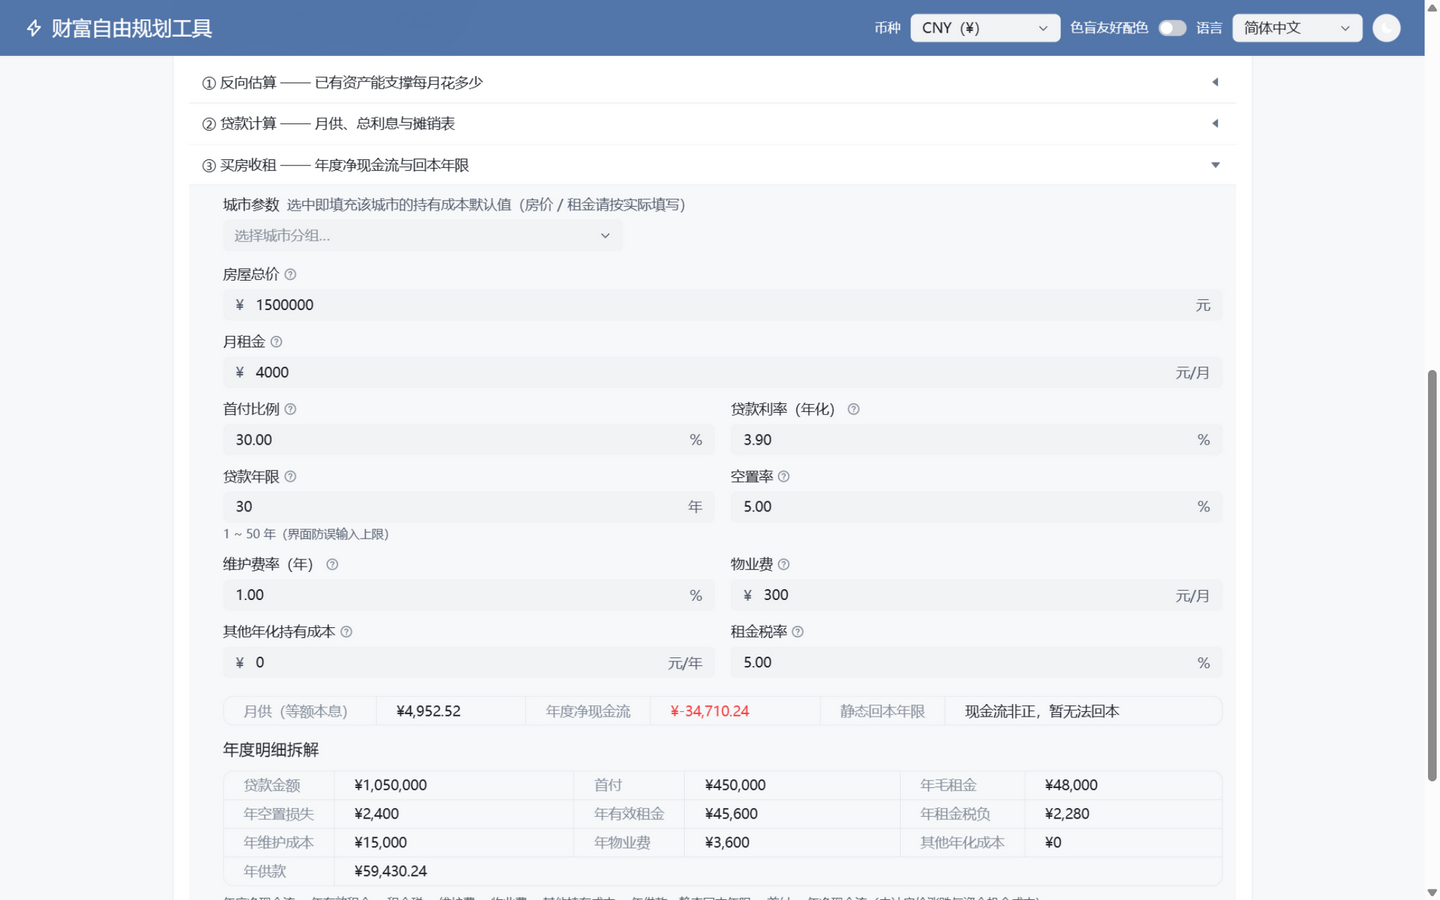 财富自由规划工具 币种 CNY (¥) 色盲友好配色 语言 简体中文
① 反向估算 —— 已有资产能支撑每月花多少
② 贷款计算 —— 月供、总利息与摊销表
③ 买房收租 —— 年度净现金流与回本年限
城市参数 选中即填充该城市的持有成本默认值（房价 / 租金请按实际填写）
选择城市分组...
房屋总价
¥ 1500000 元
月租金
¥ 4000 元/月
首付比例 贷款利率（年化）
30.00 % 3.90 %
贷款年限 空置率
30 年 5.00 %
1 ~ 50 年（界面防误输入上限）
维护费率（年） 物业费
1.00 % ¥ 300 元/月
其他年化持有成本 租金税率
¥ 0 元/年 5.00 %
月供（等额本息） ¥4,952.52 年度净现金流 ¥-34,710.24 静态回本年限 现金流非正，暂无法回本
年度明细拆解
贷款金额 ¥1,050,000 首付 ¥450,000 年毛租金 ¥48,000
年空置损失 ¥2,400 年有效租金 ¥45,600 年租金税负 ¥2,280
年维护成本 ¥15,000 年物业费 ¥3,600 其他年化成本 ¥0
年供款 ¥59,430.24